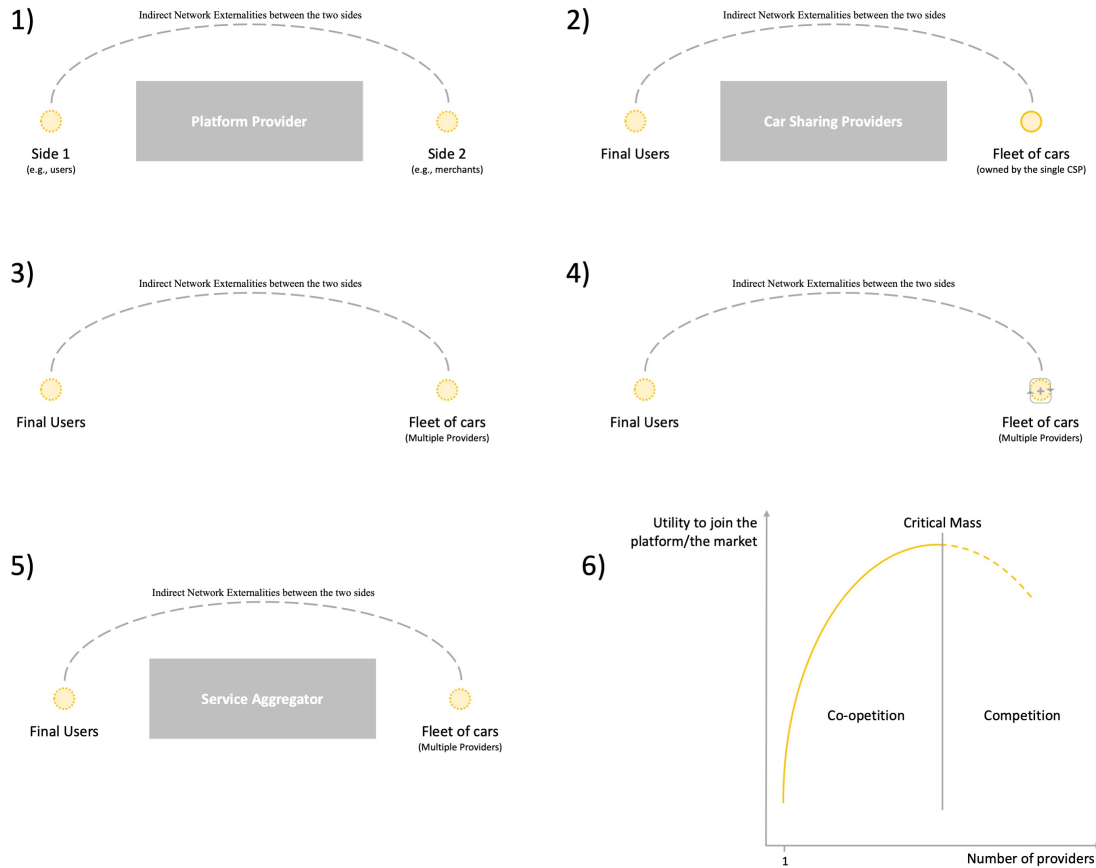 1)
Indirect Network Externalities between the two sides
Platform Provider
Side 1
(e.g., users)
Side 2
(e.g., merchants)
2)
Indirect Network Externalities between the two sides
Car Sharing Providers
Final Users
Fleet of cars
(owned by the single CSP)
3)
Indirect Network Externalities between the two sides
Final Users
Fleet of cars
(Multiple Providers)
4)
Indirect Network Externalities between the two sides
Final Users
Fleet of cars
(Multiple Providers)
5)
Indirect Network Externalities between the two sides
Service Aggregator
Final Users
Fleet of cars
(Multiple Providers)
6)
Utility to join the
platform/the market
Critical Mass
Co-opetition
Competition
1
Number of providers